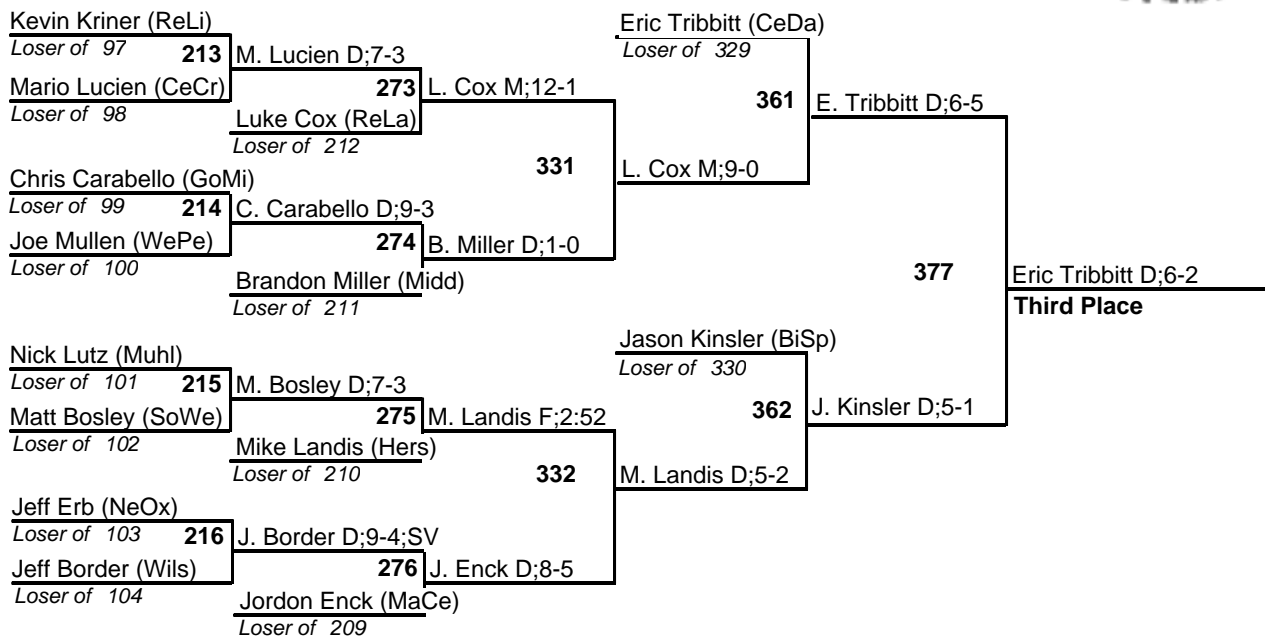 Kevin Kriner (ReLi)
Loser of 97
213
Mario Lucien (CeCr)
Loser of 98
M. Lucien D;7-3
273
Luke Cox (ReLa)
Loser of 212
L. Cox M;12-1
331
Chris Carabello (GoMi)
Loser of 99
214
Joe Mullen (WePe)
Loser of 100
C. Carabello D;9-3
274
Brandon Miller (Midd)
Loser of 211
B. Miller D;1-0
Eric Tribbitt (CeDa)
Loser of 329
361
L. Cox M;9-0
E. Tribbitt D;6-5
377
Eric Tribbitt D;6-2
Third Place
Nick Lutz (Muhl)
Loser of 101
215
Matt Bosley (SoWe)
Loser of 102
M. Bosley D;7-3
275
Mike Landis (Hers)
Loser of 210
M. Landis F;2:52
332
Jeff Erb (NeOx)
Loser of 103
216
Jeff Border (Wils)
Loser of 104
J. Border D;9-4;SV
276
Jordon Enck (MaCe)
Loser of 209
J. Enck D;8-5
Jason Kinsler (BiSp)
Loser of 330
362
M. Landis D;5-2
J. Kinsler D;5-1